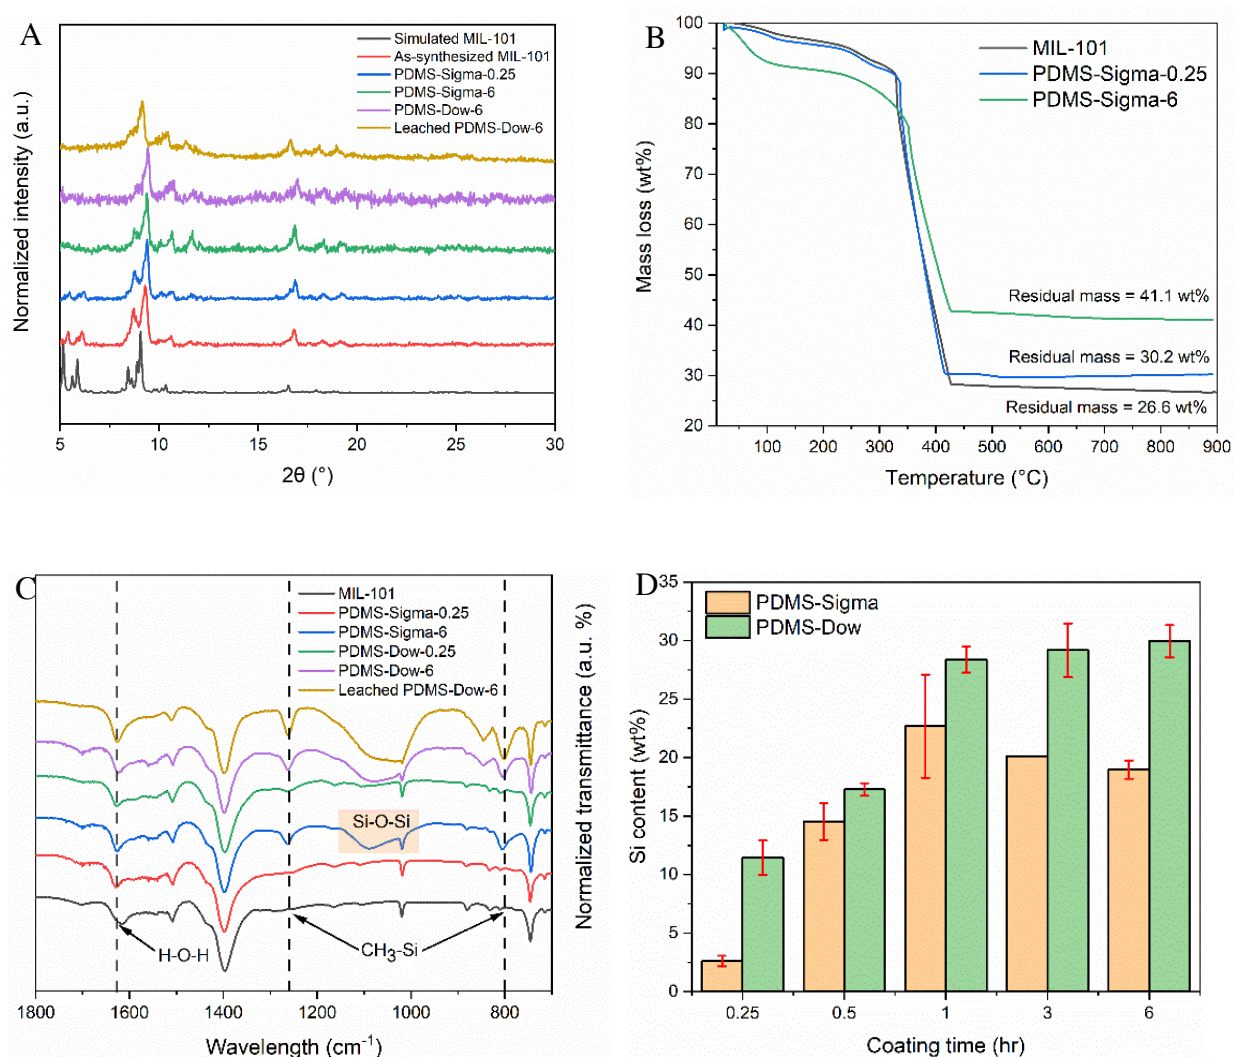 A
Normalized intensity (a.u.)
Simulated MIL-101
As-synthesized MIL-101
PDMS-Sigma-0.25
PDMS-Sigma-6
PDMS-Dow-6
Leached PDMS-Dow-6
5 10 15 20 25 30
2θ (°)
B
Mass loss (wt%)
100
90
80
70
60
50
40
30
20
MIL-101
PDMS-Sigma-0.25
PDMS-Sigma-6
Residual mass = 41.1 wt%
Residual mass = 30.2 wt%
Residual mass = 26.6 wt%
100 200 300 400 500 600 700 800 900
Temperature (°C)
C
MIL-101
PDMS-Sigma-0.25
PDMS-Sigma-6
PDMS-Dow-0.25
PDMS-Dow-6
Leached PDMS-Dow-6
Si-O-Si
H-O-H
CH3-Si
Normalized transmittance (a.u. %)
1800 1600 1400 1200 1000 800
Wavelength (cm-1)
D
Si content (wt%)
35
30
25
20
15
10
5
0
PDMS-Sigma
PDMS-Dow
0.25 0.5 1 3 6
Coating time (hr)